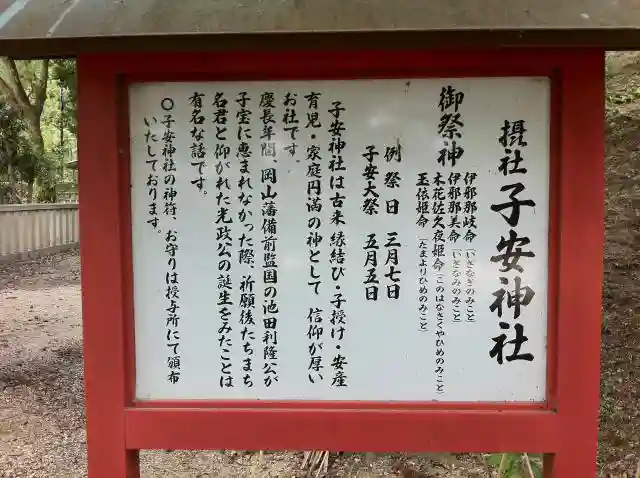 摂社 子安神社
御祭神
伊邪那岐命（いざなぎのみこと）
伊邪那美命（いざなみのみこと）
木花佐久夜姫命（このはなさくやひめのみこと）
玉依姫命（たまよりひめのみこと）
例祭日 三月七日
子安大祭 五月五日
子安神社は古来 縁結び・子授け・安産
育児・家庭円満の神として 信仰が厚い
お社です。
慶長年間、岡山藩備前監国の池田利隆公が
子宝に恵まれなかった際 祈願後たちまち
名君と仰がれた光政公の誕生をみたことは
有名な話です。
○子安神社の神符、お守りは授与所にて頒布
いたしております。